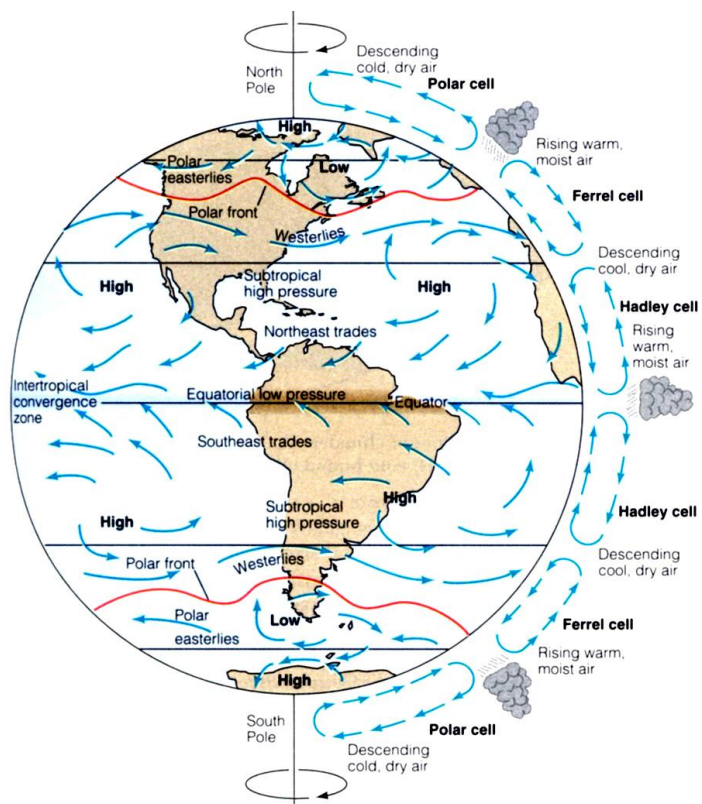 North
Pole
Descending
cold, dry air
Polar cell
High
Rising warm,
moist air
Polar
easterlies
Low
Polar front
Ferrel cell
Westerlies
Descending
cool, dry air
Subtropical
high pressure
High
High
Hadley cell
Northeast trades
Rising
warm,
moist air
Intertropical
convergence
zone
Equatorial low pressure
Equator
Southeast trades
High
Subtropical
high pressure
High
Hadley cell
Polar front
Westerlies
Descending
cool, dry air
Polar
easterlies
Low
Ferrel cell
Rising warm,
moist air
High
South
Pole
Polar cell
Descending
cold, dry air